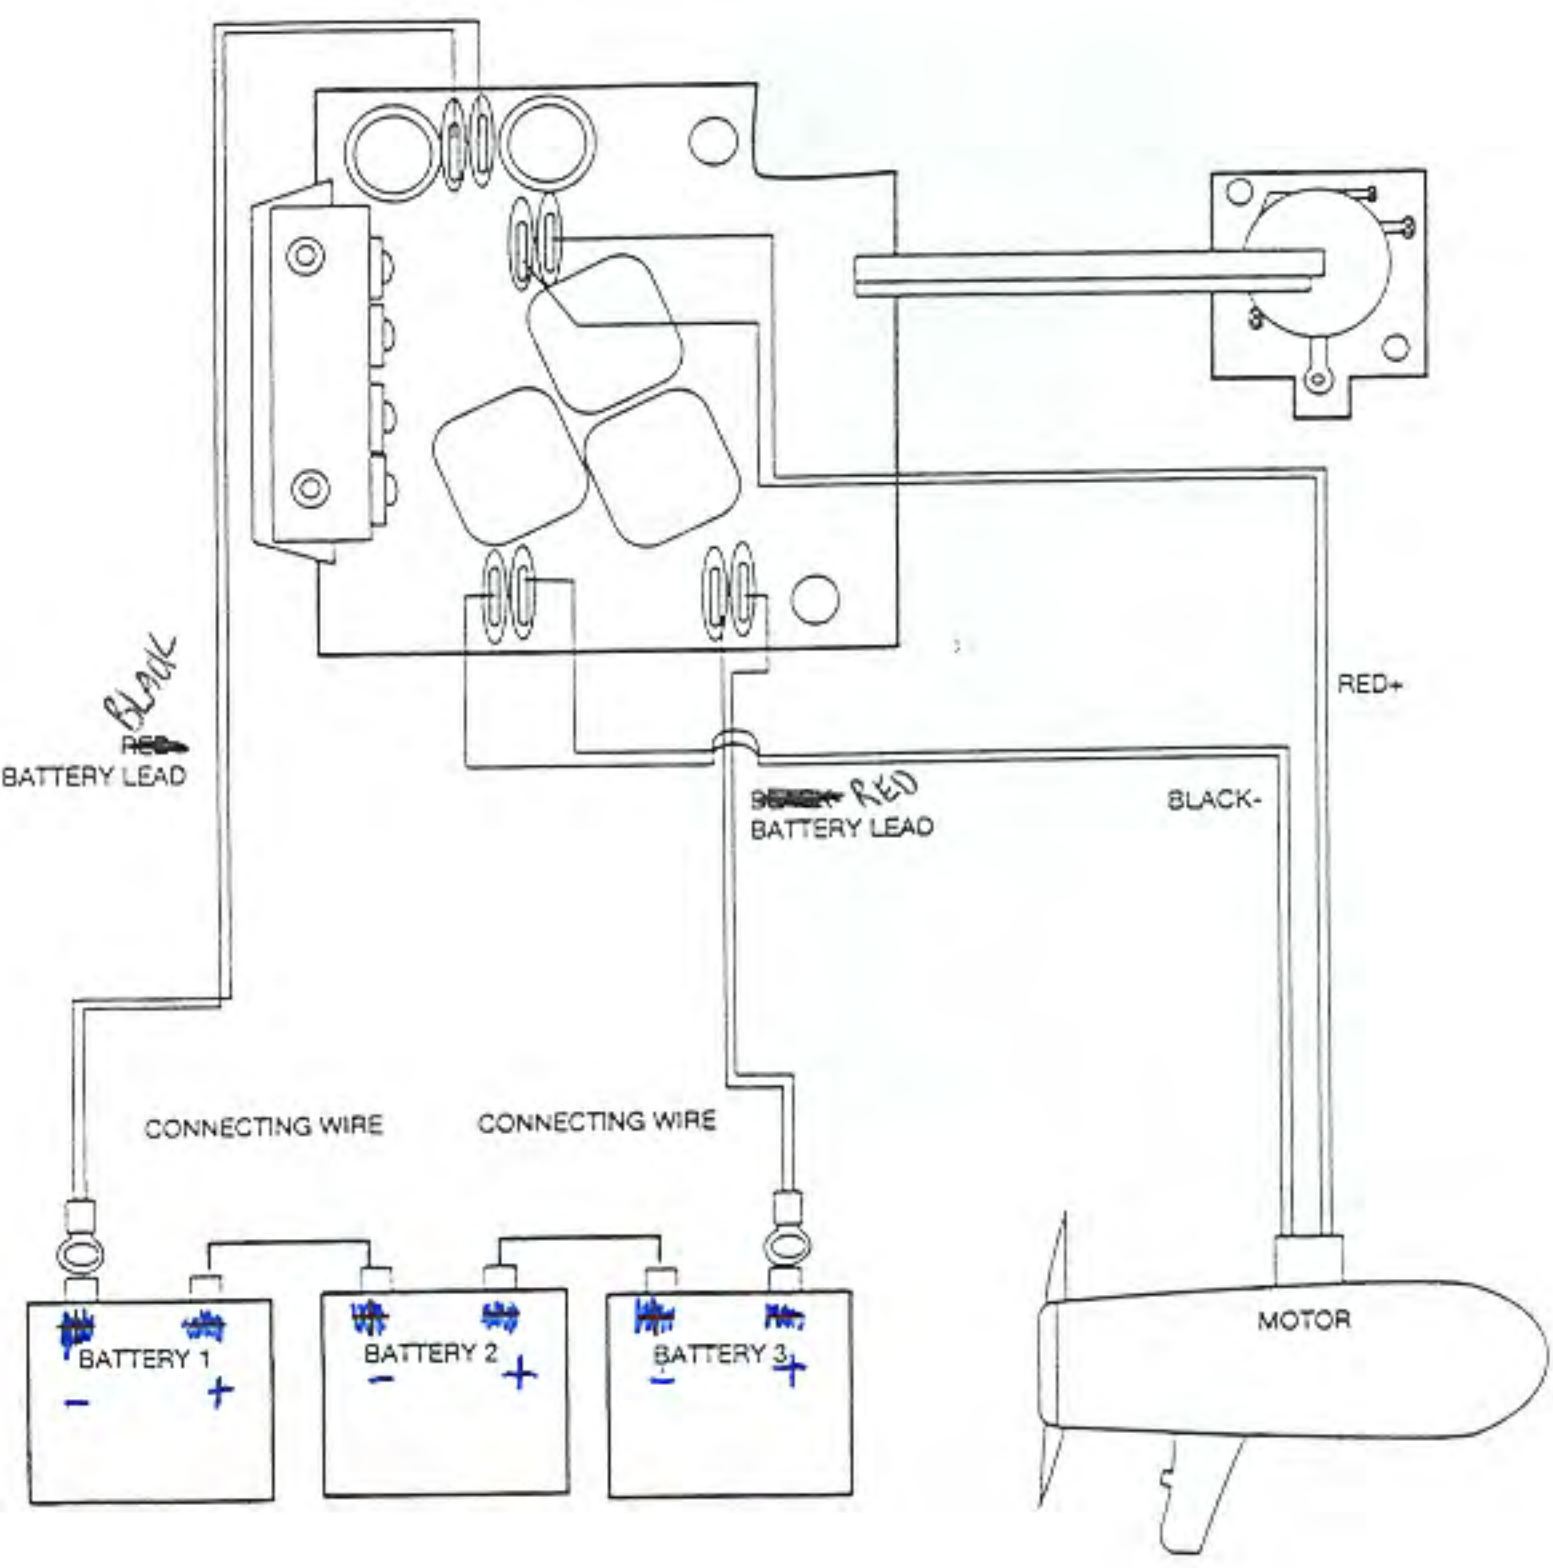 RED+
BLACK
BATTERY LEAD
RED
BATTERY LEAD
BLACK-
CONNECTING WIRE
CONNECTING WIRE
BATTERY 1
- +
BATTERY 2
- +
BATTERY 3
- +
MOTOR